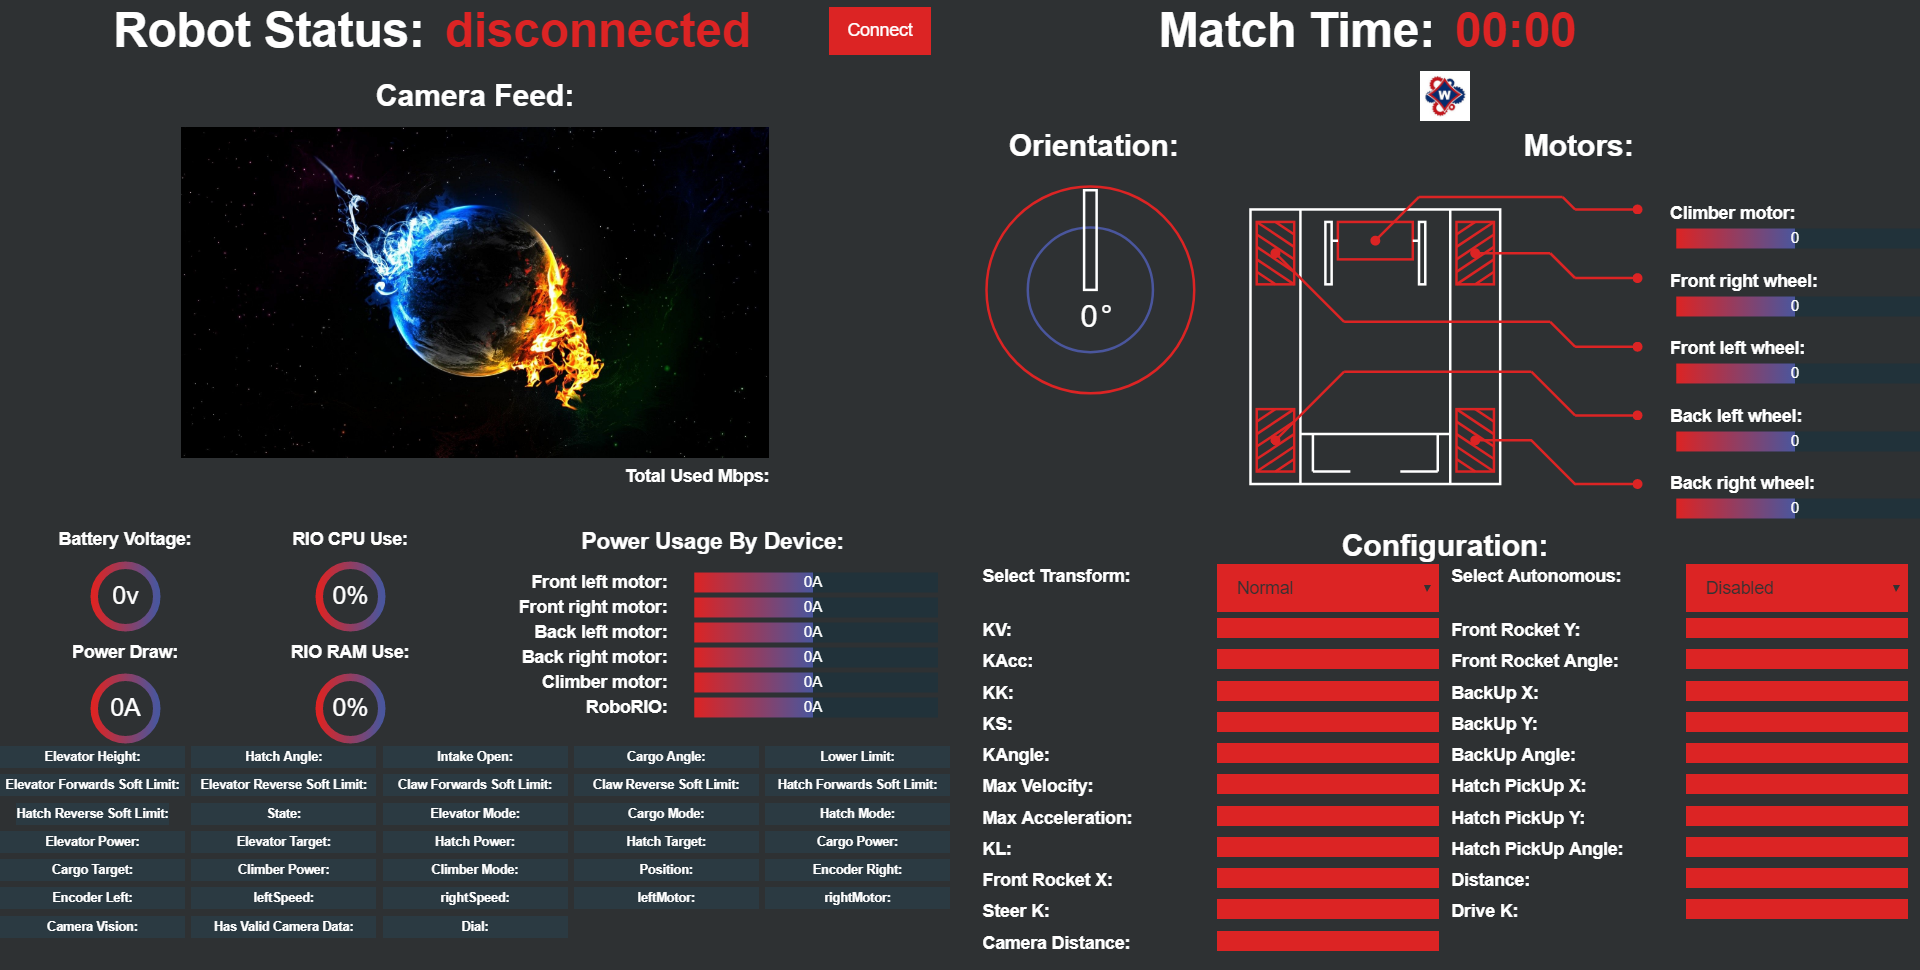 Robot Status: disconnected
Connect
Match Time: 00:00
Camera Feed:
W
Total Used Mbps:
Orientation:
0°
Motors:
Climber motor:
0
Front right wheel:
0
Front left wheel:
0
Back left wheel:
0
Back right wheel:
0
Battery Voltage:
0v
RIO CPU Use:
0%
Power Draw:
0A
RIO RAM Use:
0%
Power Usage By Device:
Front left motor: 0A
Front right motor: 0A
Back left motor: 0A
Back right motor: 0A
Climber motor: 0A
RoboRIO: 0A
Elevator Height: Hatch Angle: Intake Open: Cargo Angle: Lower Limit:
Elevator Forwards Soft Limit: Elevator Reverse Soft Limit: Claw Forwards Soft Limit: Claw Reverse Soft Limit: Hatch Forwards Soft Limit:
Hatch Reverse Soft Limit: State: Elevator Mode: Cargo Mode: Hatch Mode:
Elevator Power: Elevator Target: Hatch Power: Hatch Target: Cargo Power:
Cargo Target: Climber Power: Climber Mode: Position: Encoder Right:
Encoder Left: leftSpeed: rightSpeed: leftMotor: rightMotor:
Camera Vision: Has Valid Camera Data: Dial:
Configuration:
Select Transform: Normal Select Autonomous: Disabled
KV: Front Rocket Y:
KAcc: Front Rocket Angle:
KK: BackUp X:
KS: BackUp Y:
KAngle: BackUp Angle:
Max Velocity: Hatch PickUp X:
Max Acceleration: Hatch PickUp Y:
KL: Hatch PickUp Angle:
Front Rocket X: Distance:
Steer K: Drive K:
Camera Distance: